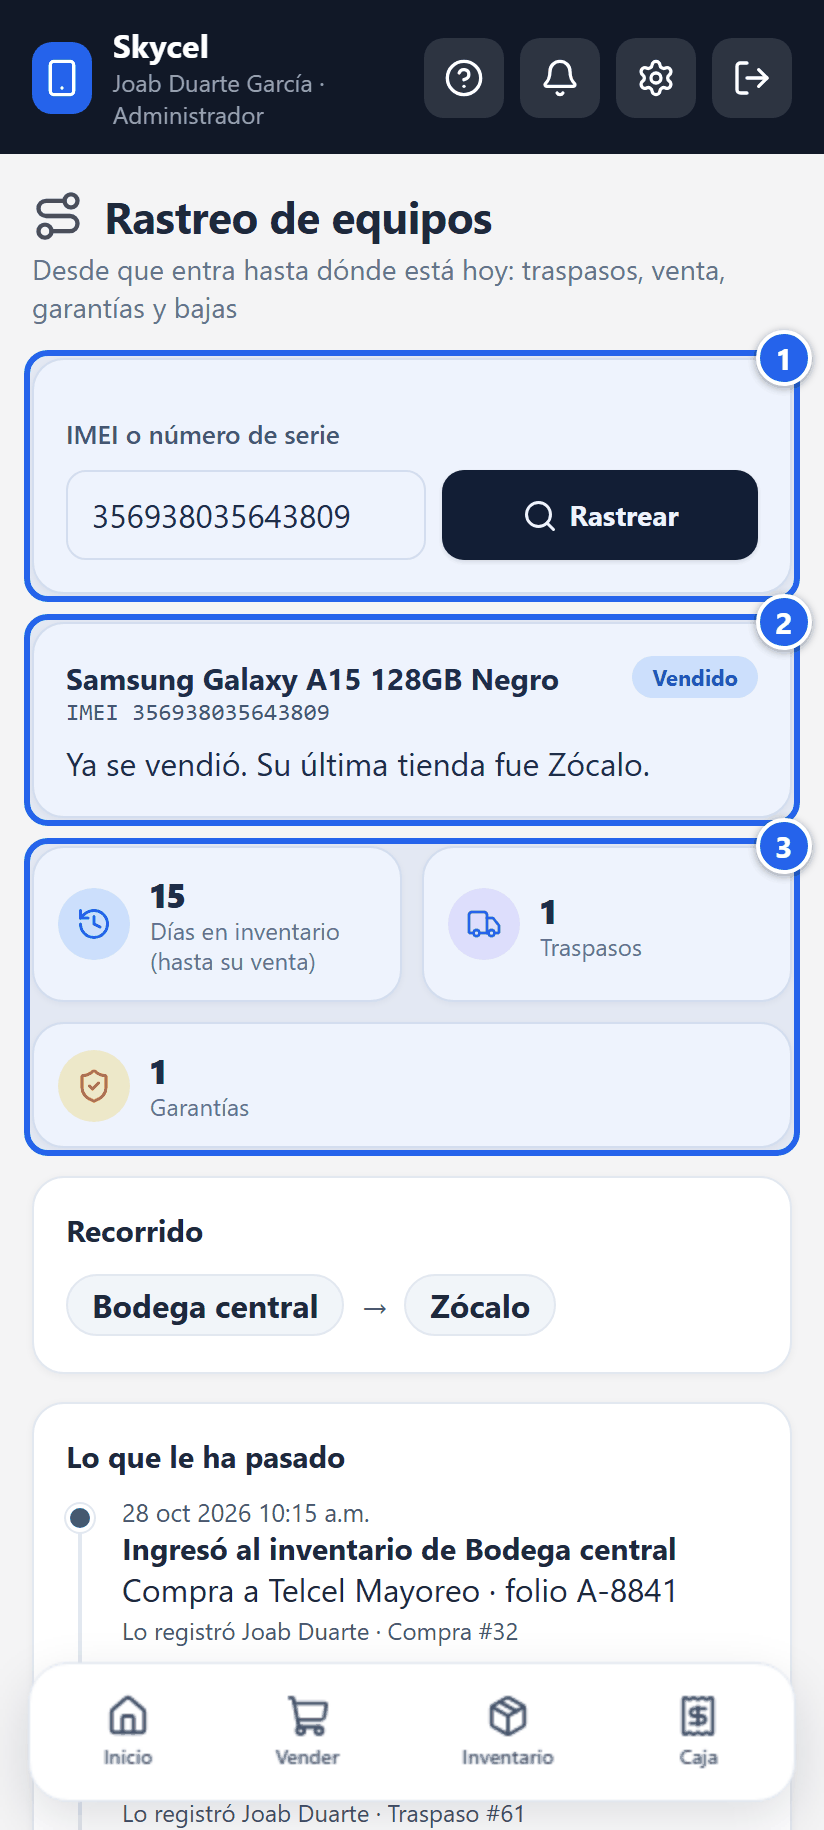 Skycel
Joab Duarte García ·
Administrador
Rastreo de equipos
Desde que entra hasta dónde está hoy: traspasos, venta,
garantías y bajas
1
IMEI o número de serie
356938035643809
Rastrear
2
Samsung Galaxy A15 128GB Negro
Vendido
IMEI 356938035643809
Ya se vendió. Su última tienda fue Zócalo.
3
15
Días en inventario
(hasta su venta)
1
Traspasos
1
Garantías
Recorrido
Bodega central → Zócalo
Lo que le ha pasado
28 oct 2026 10:15 a.m.
Ingresó al inventario de Bodega central
Compra a Telcel Mayoreo · folio A-8841
Lo registró Joab Duarte · Compra #32
Inicio
Vender
Inventario
Caja
Lo registró Joab Duarte · Traspaso #61